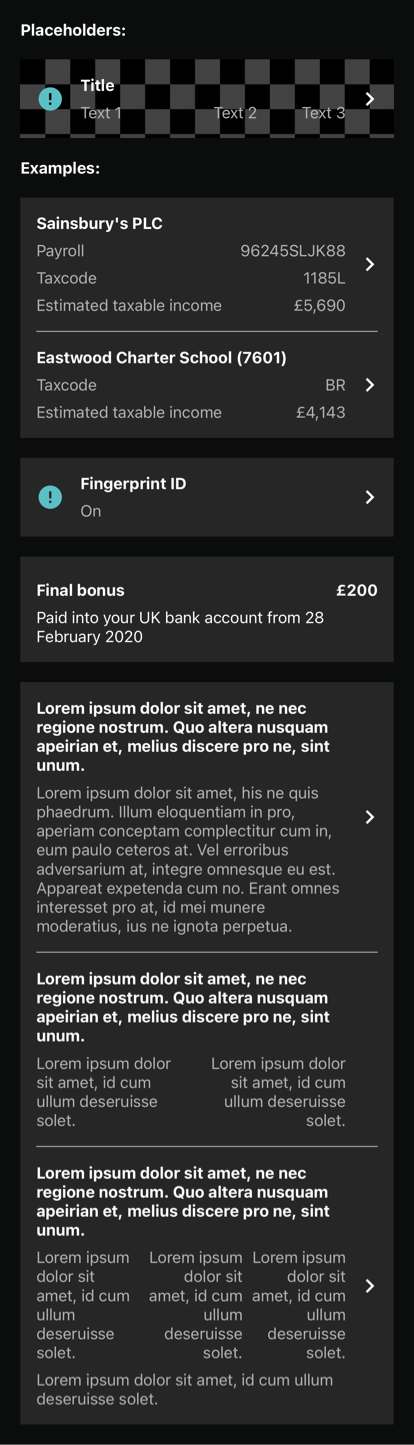 Placeholders:
Title
Text 1 Text 2 Text 3
Examples:
Sainsbury's PLC
Payroll 96245SLJK88
Taxcode 1185L
Estimated taxable income £5,690
Eastwood Charter School (7601)
Taxcode BR
Estimated taxable income £4,143
Fingerprint ID
On
Final bonus £200
Paid into your UK bank account from 28
February 2020
Lorem ipsum dolor sit amet, ne nec
regione nostrum. Quo altera nusquam
apeirian et, melius discere pro ne, sint
unum.
Lorem ipsum dolor sit amet, his ne quis
phaedrum. Illum eloquentiam in pro,
aperiam conceptam complectitur cum in,
eum paulo ceteros at. Vel erroribus
adversarium at, integre omnesque eu est.
Appareat expetenda cum no. Erant omnes
interesset pro at, id mei munere
moderatius, ius ne ignota perpetua.
Lorem ipsum dolor sit amet, ne nec
regione nostrum. Quo altera nusquam
apeirian et, melius discere pro ne, sint
unum.
Lorem ipsum dolor
sit amet, id cum
ullum deseruisse
solet.
Lorem ipsum dolor
sit amet, id cum
ullum deseruisse
solet.
Lorem ipsum dolor sit amet, ne nec
regione nostrum. Quo altera nusquam
apeirian et, melius discere pro ne, sint
unum.
Lorem ipsum
dolor sit
amet, id cum
ullum
deseruisse
solet.
Lorem ipsum
dolor sit
amet, id cum
ullum
deseruisse
solet.
Lorem ipsum
dolor sit
amet, id cum
ullum
deseruisse
solet.
Lorem ipsum dolor sit amet, id cum ullum
deseruisse solet.